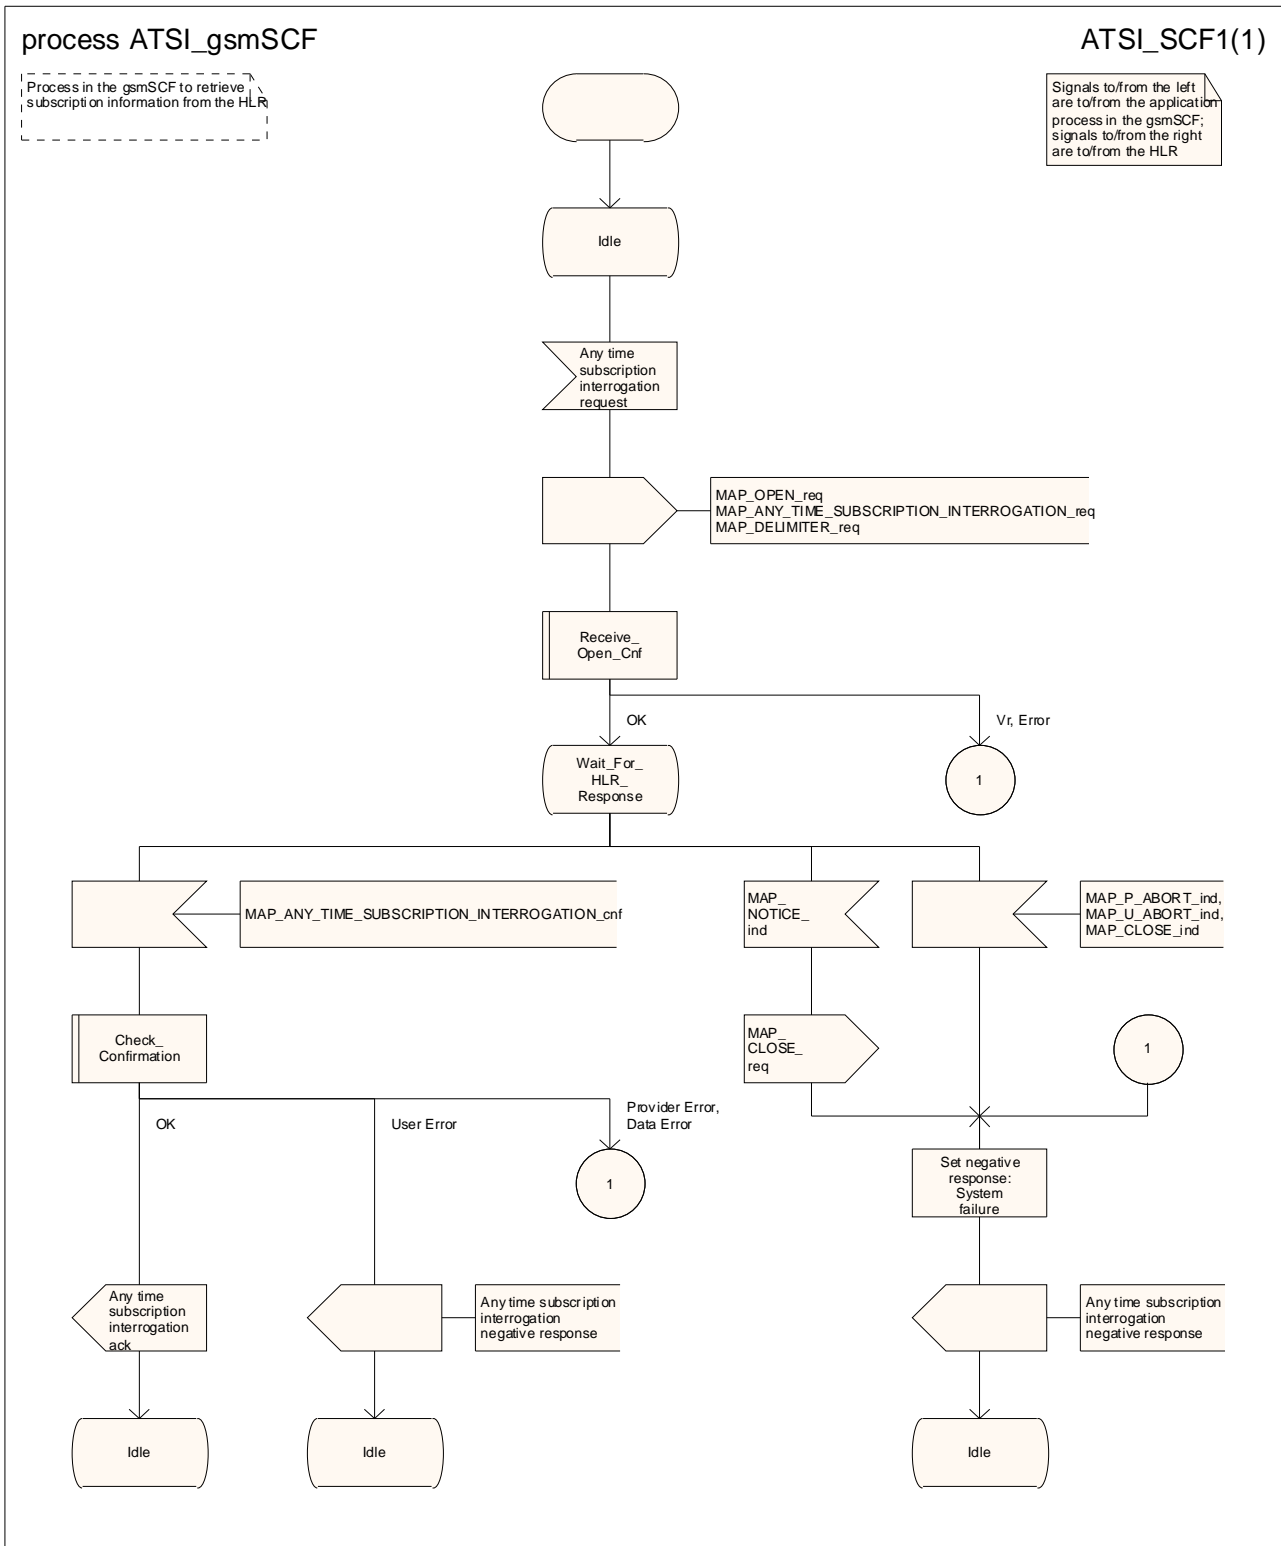 process ATSI_gsmSCF
ATSI_SCF1(1)
Process in the gsmSCF to retrieve
subscription information from the HLR
Signals to/from the left
are to/from the application
process in the gsmSCF;
signals to/from the right
are to/from the HLR
Idle
Any time
subscription
interrogation
request
MAP_OPEN_req
MAP_ANY_TIME_SUBSCRIPTION_INTERROGATION_req
MAP_DELIMITER_req
Receive_
Open_Cnf
OK
Vr, Error
Wait_For_
HLR_
Response
1
MAP_ANY_TIME_SUBSCRIPTION_INTERROGATION_cnf
MAP_
NOTICE_
ind
MAP_P_ABORT_ind,
MAP_U_ABORT_ind,
MAP_CLOSE_ind
Check_
Confirmation
MAP_
CLOSE_
req
1
OK
User Error
Provider Error,
Data Error
1
Set negative
response:
System
failure
Any time
subscription
interrogation
ack
Any time subscription
interrogation
negative response
Any time subscription
interrogation
negative response
Idle
Idle
Idle